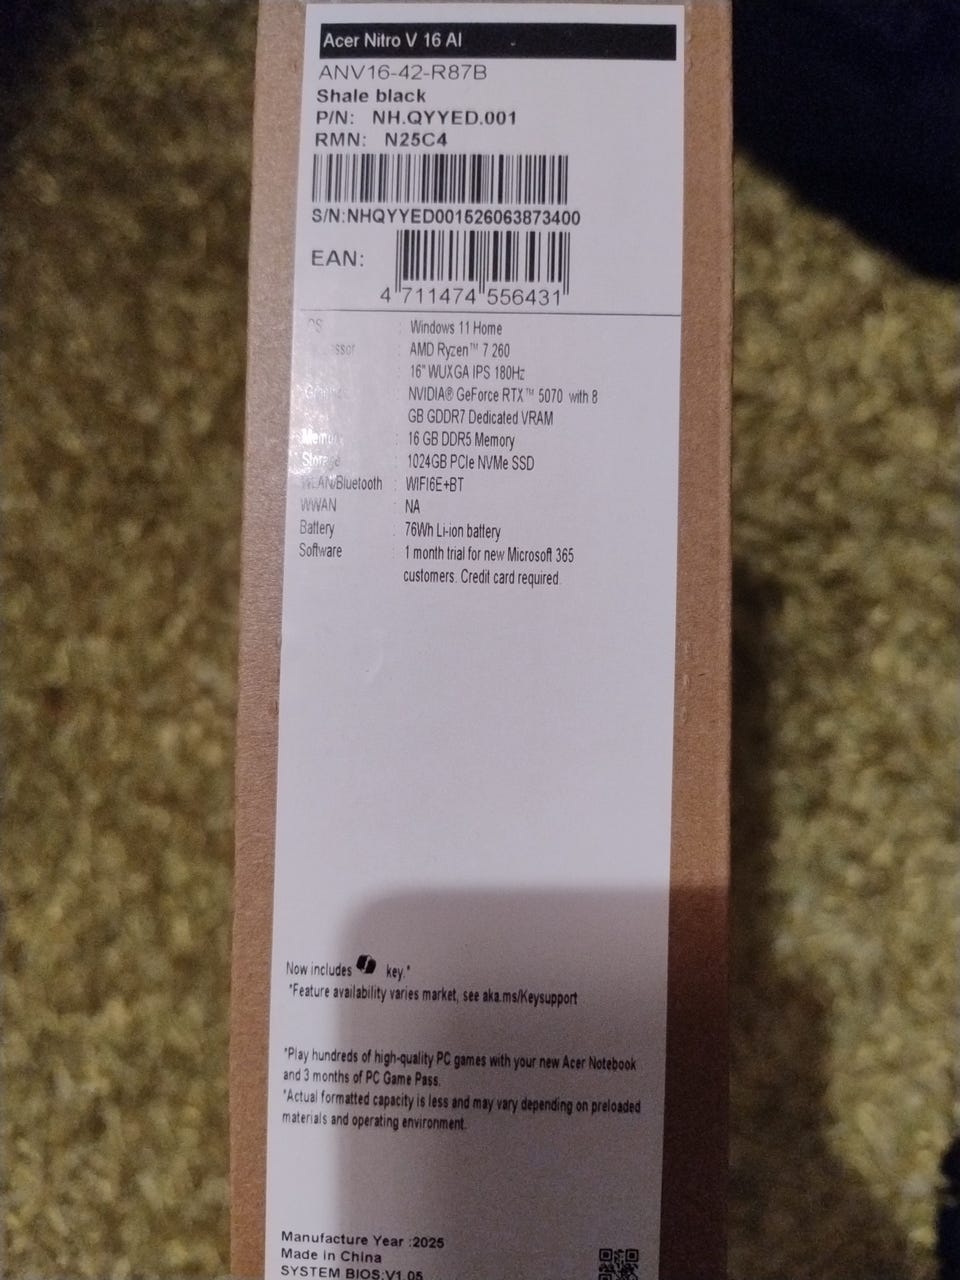 Acer Nitro V 16 AI
ANV16-42-R87B
Shale black
P/N: NH.QYYED.001
RMN: N25C4
S/N:NHQYYED001526063873400
EAN:
4 711474 556431
OS : Windows 11 Home
: AMD Ryzen™ 7 260
: 16" WUXGA IPS 180Hz
: NVIDIA® GeForce RTX™ 5070 with 8
GB GDDR7 Dedicated VRAM
Memory : 16 GB DDR5 Memory
Storage : 1024GB PCIe NVMe SSD
WLAN/Bluetooth : WIFI6E+BT
WWAN : NA
Battery : 76Wh Li-ion battery
Software : 1 month trial for new Microsoft 365
customers. Credit card required.
Now includes key.*
*Feature availability varies market, see aka.ms/Keysupport
*Play hundreds of high-quality PC games with your new Acer Notebook
and 3 months of PC Game Pass.
*Actual formatted capacity is less and may vary depending on preloaded
materials and operating environment.
Manufacture Year :2025
Made in China
SYSTEM BIOS:V1.05